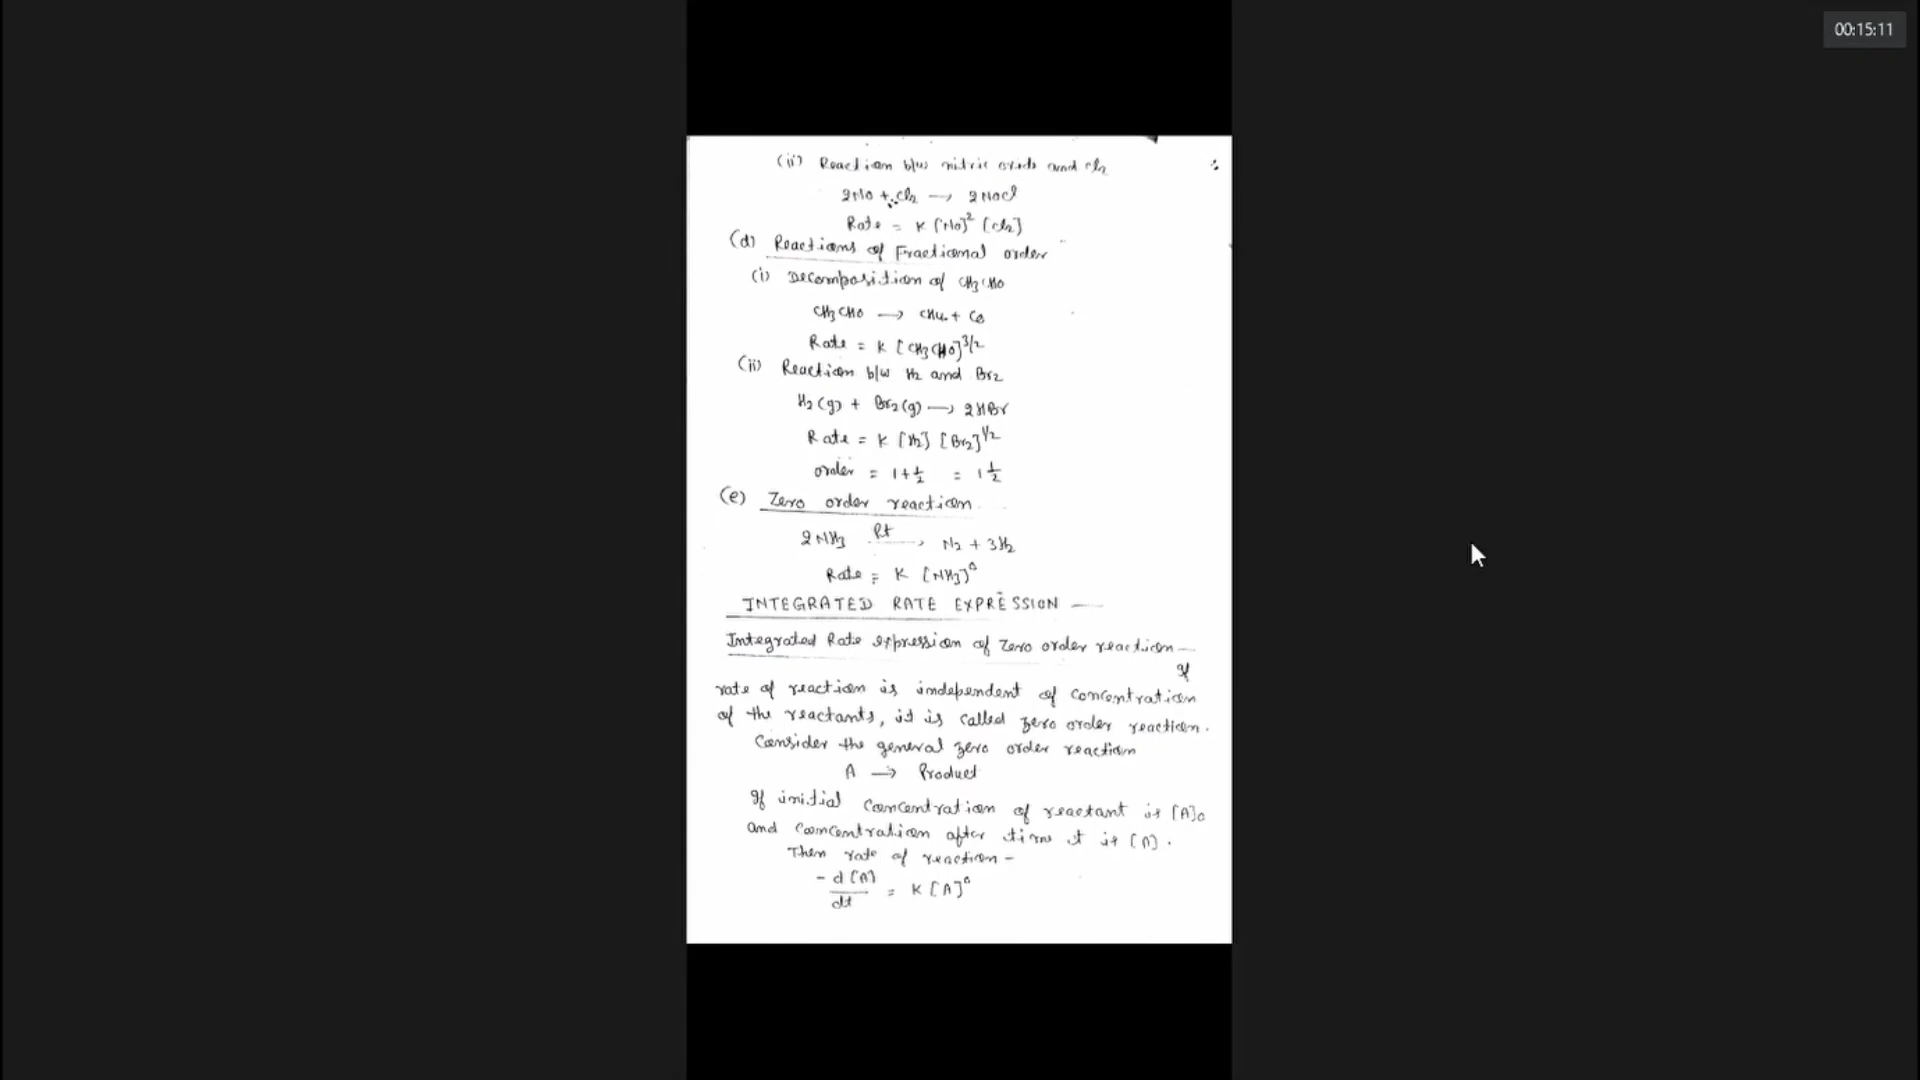 00:15:11
(ii) Reaction b/w nitric oxide and Cl2
2NO + Cl2 → 2NOCl
Rate = K [NO]² [Cl2]
(d) Reactions of Fractional order
(i) Decomposition of CH3CHO
CH3CHO → CH4 + CO
Rate = K [CH3CHO]^3/2
(ii) Reaction b/w H2 and Br2
H2(g) + Br2(g) → 2HBr
Rate = K [H2] [Br2]^1/2
order = 1+1/2 = 1 1/2
(e) Zero order reaction
2NH3 Pt → N2 + 3H2
Rate = K [NH3]°
INTEGRATED RATE EXPRESSION —
Integrated Rate expression of Zero order reaction —
If
rate of reaction is independent of concentration
of the reactants, it is called zero order reaction.
Consider the general zero order reaction
A → Product
If initial concentration of reactant is [A]0
and concentration after time t is [A].
Then rate of reaction -
- d[A]/dt = K [A]°